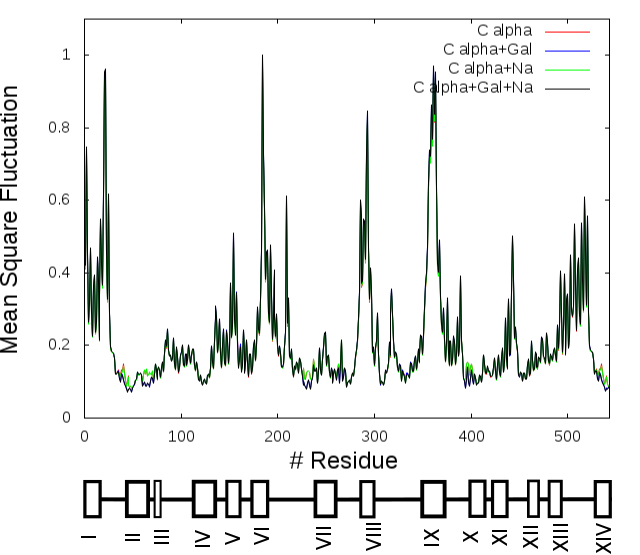 C alpha
C alpha+Gal
C alpha+Na
C alpha+Gal+Na
Mean Square Fluctuation
1
0.8
0.6
0.4
0.2
0
0 100 200 300 400 500
# Residue
I II III IV V VI VII VIII IX X XI XII XIII XIV